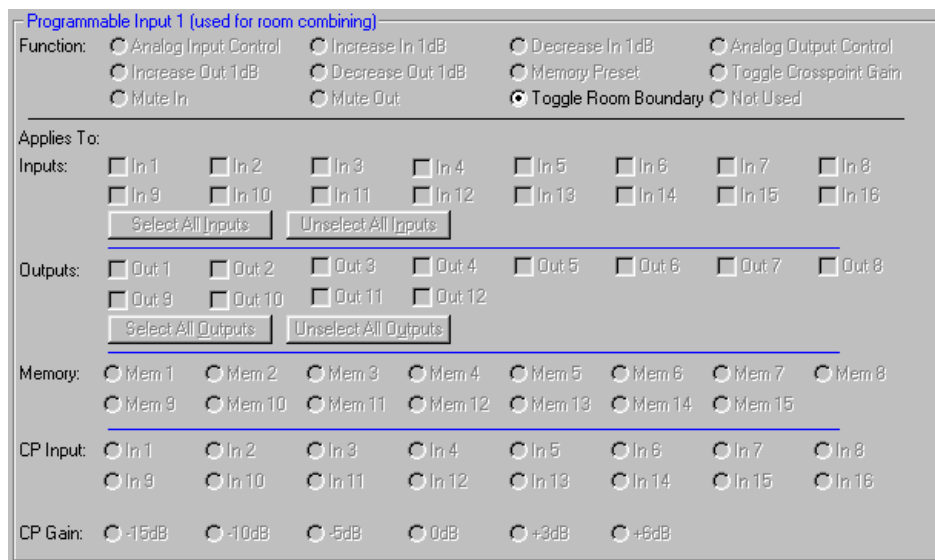 Programmable Input 1 (used for room combining)
Function: Analog Input Control Increase In 1dB Decrease In 1dB Analog Output Control
Increase Out 1dB Decrease Out 1dB Memory Preset Toggle Crosspoint Gain
Mute In Mute Out Toggle Room Boundary Not Used
Applies To:
Inputs: In 1 In 2 In 3 In 4 In 5 In 6 In 7 In 8
In 9 In 10 In 11 In 12 In 13 In 14 In 15 In 16
Select All Inputs Unselect All Inputs
Outputs: Out 1 Out 2 Out 3 Out 4 Out 5 Out 6 Out 7 Out 8
Out 9 Out 10 Out 11 Out 12
Select All Outputs Unselect All Outputs
Memory: Mem 1 Mem 2 Mem 3 Mem 4 Mem 5 Mem 6 Mem 7 Mem 8
Mem 9 Mem 10 Mem 11 Mem 12 Mem 13 Mem 14 Mem 15
CP Input: In 1 In 2 In 3 In 4 In 5 In 6 In 7 In 8
In 9 In 10 In 11 In 12 In 13 In 14 In 15 In 16
CP Gain: -15dB -10dB -5dB 0dB +3dB +6dB